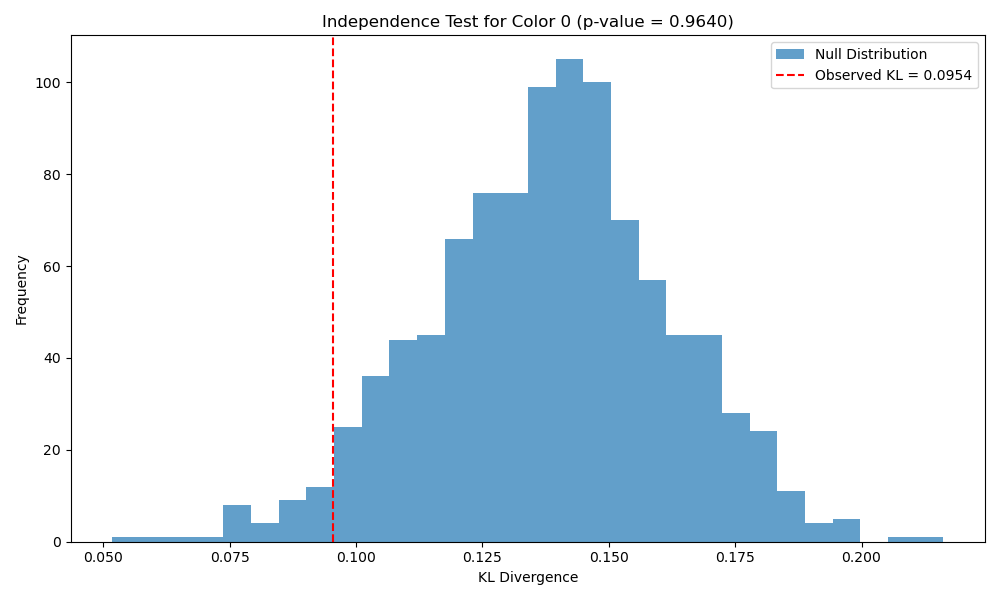 Independence Test for Color 0 (p-value = 0.9640)
Null Distribution
Observed KL = 0.0954
Frequency
100
80
60
40
20
0
0.050 0.075 0.100 0.125 0.150 0.175 0.200
KL Divergence